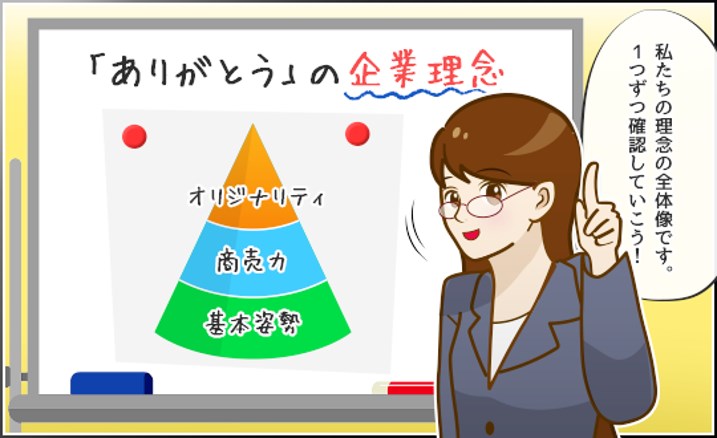 「ありがとう」の企業理念
オリジナリティ
商売力
基本姿勢
私たちの理念の全体像です。
１つずつ確認していこう！